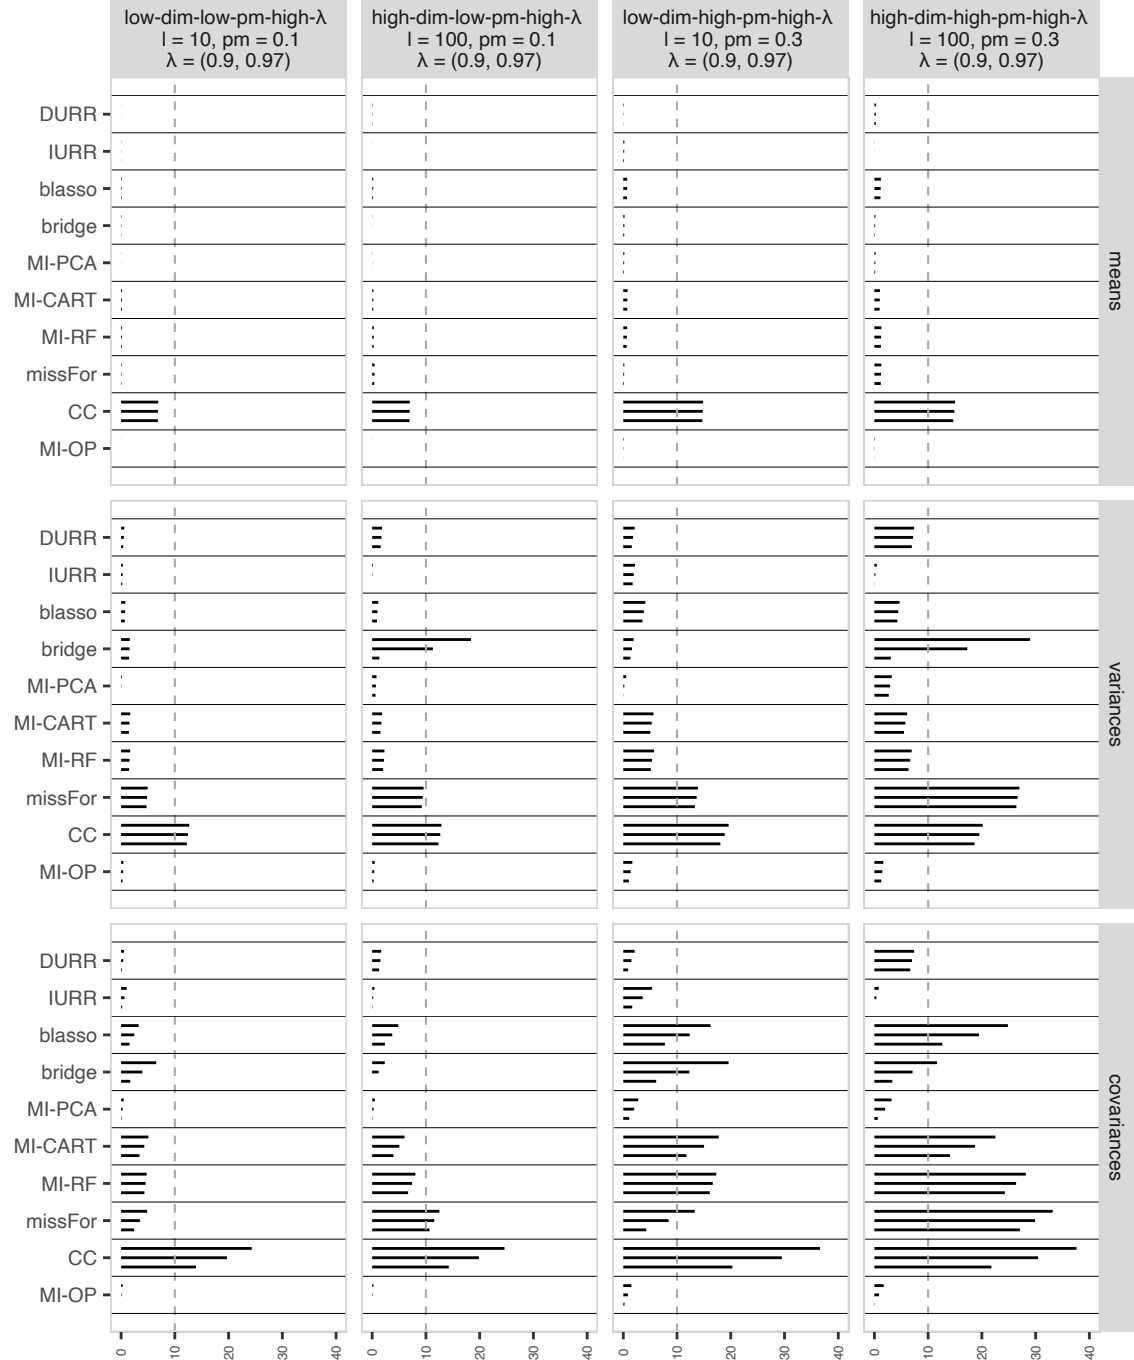 low-dim-low-pm-high-λ
l = 10, pm = 0.1
λ = (0.9, 0.97)
high-dim-low-pm-high-λ
l = 100, pm = 0.1
λ = (0.9, 0.97)
low-dim-high-pm-high-λ
l = 10, pm = 0.3
λ = (0.9, 0.97)
high-dim-high-pm-high-λ
l = 100, pm = 0.3
λ = (0.9, 0.97)
DURR
IURR
blasso
bridge
MI-PCA
MI-CART
MI-RF
missFor
CC
MI-OP
means
DURR
IURR
blasso
bridge
MI-PCA
MI-CART
MI-RF
missFor
CC
MI-OP
variances
DURR
IURR
blasso
bridge
MI-PCA
MI-CART
MI-RF
missFor
CC
MI-OP
covariances
0
10
20
30
40
0
10
20
30
40
0
10
20
30
40
0
10
20
30
40